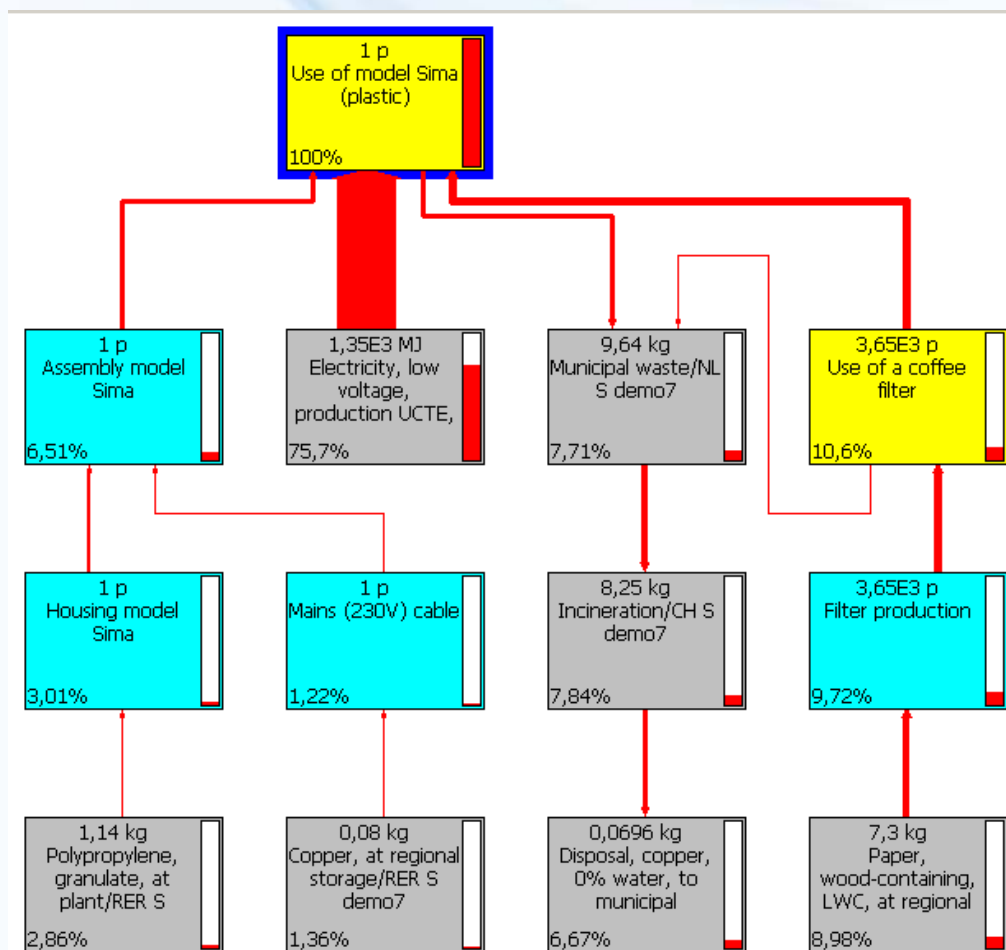 1 p
Use of model Sima
(plastic)
100%
1 p
Assembly model
Sima
6,51%
1,35E3 MJ
Electricity, low
voltage,
production UCTE,
75,7%
9,64 kg
Municipal waste/NL
S demo7
7,71%
3,65E3 p
Use of a coffee
filter
10,6%
1 p
Housing model
Sima
3,01%
1 p
Mains (230V) cable
1,22%
8,25 kg
Incineration/CH S
demo7
7,84%
3,65E3 p
Filter production
9,72%
1,14 kg
Polypropylene,
granulate, at
plant/RER S
2,86%
0,08 kg
Copper, at regional
storage/RER S
demo7
1,36%
0,0696 kg
Disposal, copper,
0% water, to
municipal
6,67%
7,3 kg
Paper,
wood-containing,
LWC, at regional
8,98%